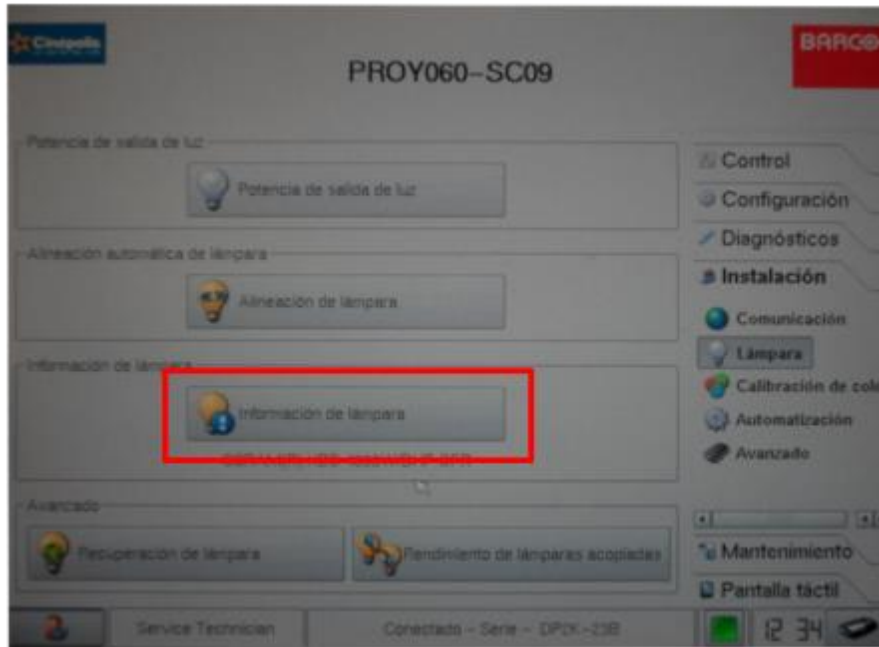 Cinépolis
BARCO
PROY060-SC09
Potencia de salida de luz
Potencia de salida de luz
Alineación automática de lámpara
Alineación de lámpara
Información de lámpara
Información de lámpara
Avanzado
Recuperación de lámpara
Rendimiento de lámparas acopladas
Control
Configuración
Diagnósticos
Instalación
Comunicación
Lámpara
Calibración de colo
Automatización
Avanzado
Mantenimiento
Pantalla táctil
Service Technician
Conectado - Serie - DP2K-23B
12 34